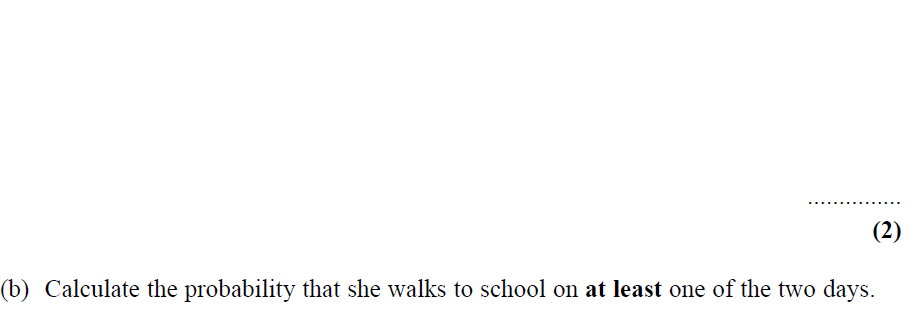 ...............
(2)
(b) Calculate the probability that she walks to school on at least one of the two days.